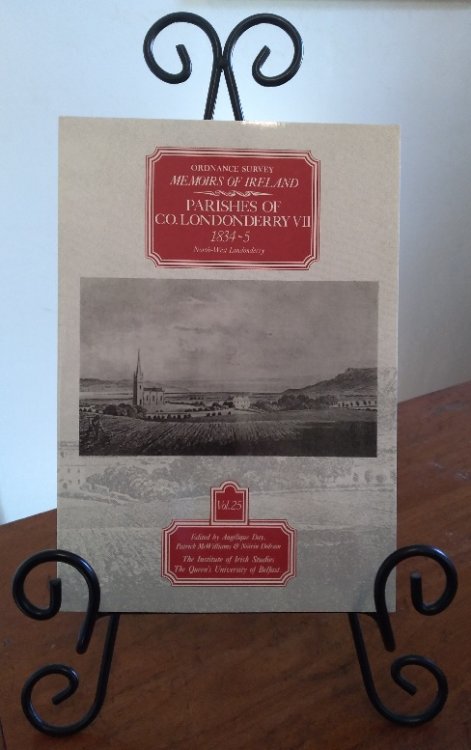 ORDNANCE SURVEY
MEMOIRS OF IRELAND
PARISHES OF
CO. LONDONDERRY VII
1834-5
North-West Londonderry
Vol. 25
Edited by Angélique Day,
Patrick McWilliams & Nóirín Dobson
The Institute of Irish Studies
The Queen's University of Belfast